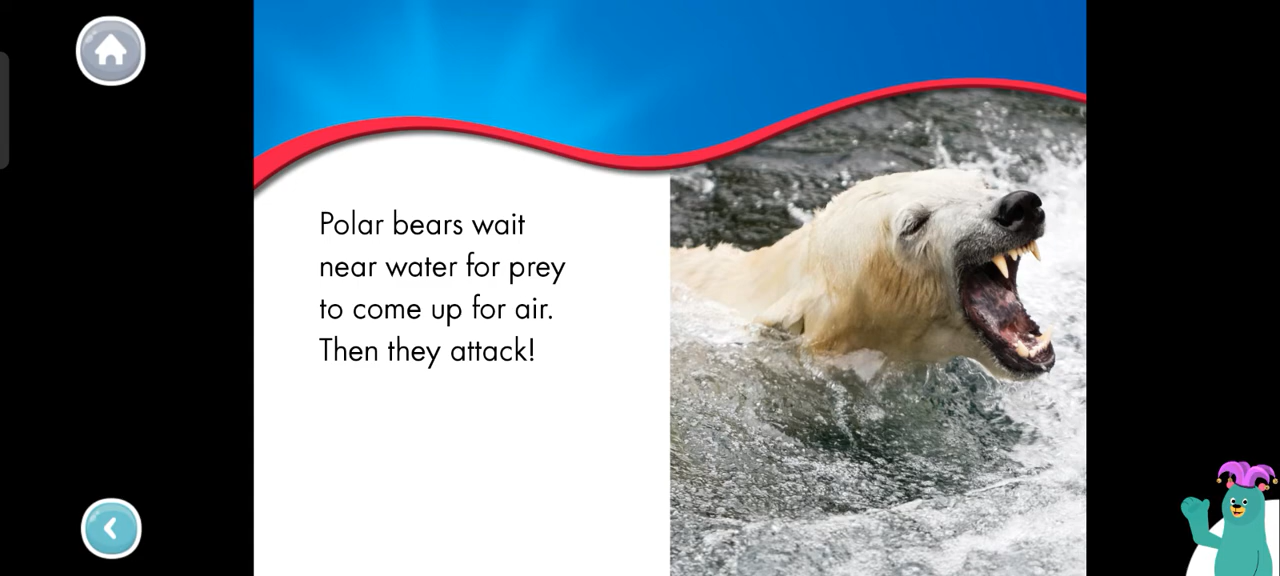 Polar bears wait
near water for prey
to come up for air.
Then they attack!